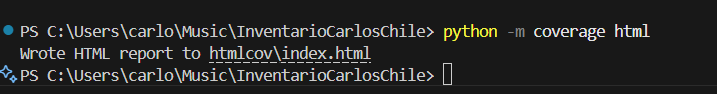 PS C:\Users\carlo\Music\InventarioCarlosChile> python -m coverage html
Wrote HTML report to htmlcov\index.html
PS C:\Users\carlo\Music\InventarioCarlosChile>